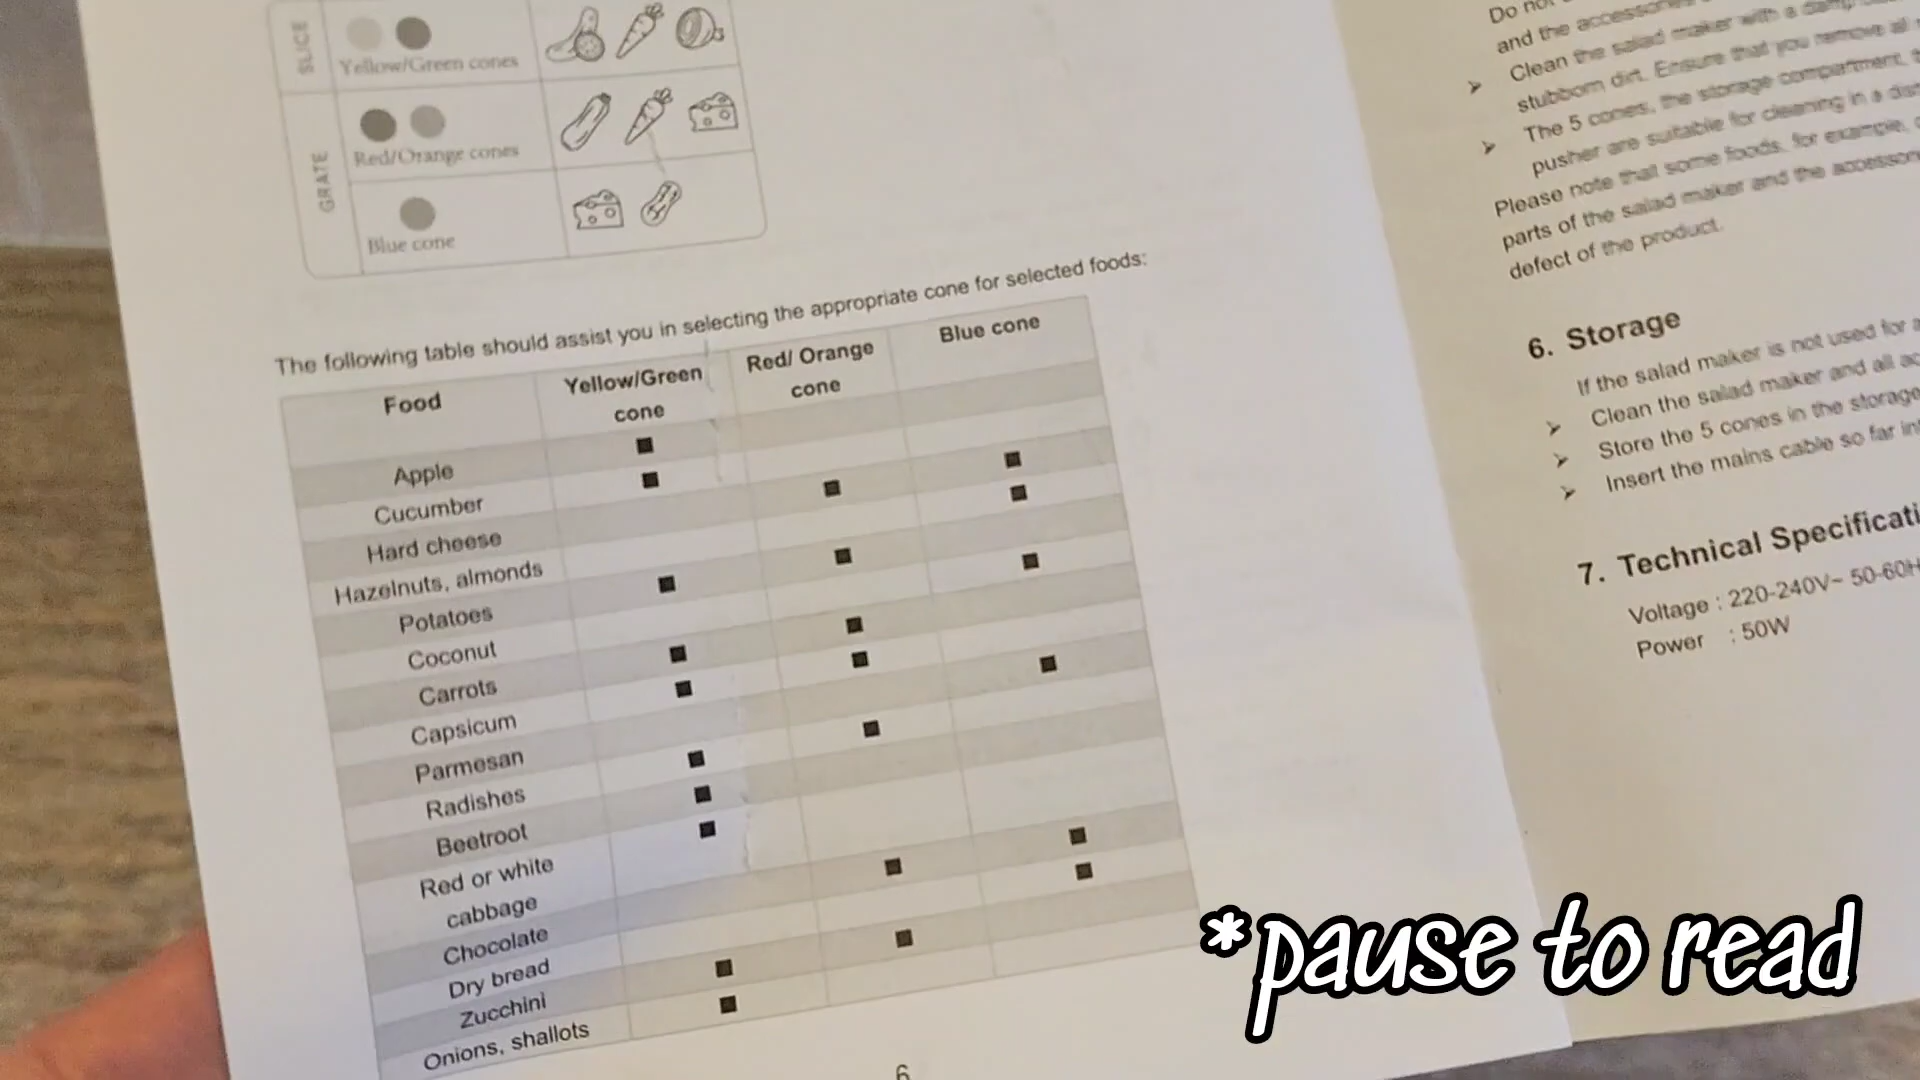 SLICE
Yellow/Green cones
GRATE
Red/Orange cones
Blue cone
The following table should assist you in selecting the appropriate cone for selected foods:
Food Yellow/Green cone Red/ Orange cone Blue cone
Apple ■
Cucumber ■
Hard cheese ■ ■
Hazelnuts, almonds ■
Potatoes ■ ■
Coconut ■
Carrots ■ ■
Capsicum ■ ■
Parmesan ■
Radishes ■ ■
Beetroot ■
Red or white
cabbage ■
Chocolate ■ ■
Dry bread ■
Zucchini ■ ■
Onions, shallots ■
6
Do not
and the accessories
➢ Clean the salad maker with a damp
stubborn dirt. Ensure that you remove all
➢ The 5 cones, the storage compartment,
pusher are suitable for cleaning in a
Please note that some foods, for example,
parts of the salad maker and the
defect of the product.
6. Storage
If the salad maker is not used for
➢ Clean the salad maker and all
➢ Store the 5 cones in the storage
➢ Insert the mains cable so far
7. Technical
Voltage : 220-240V~ 50-60H
Power : 50W
*pause to read